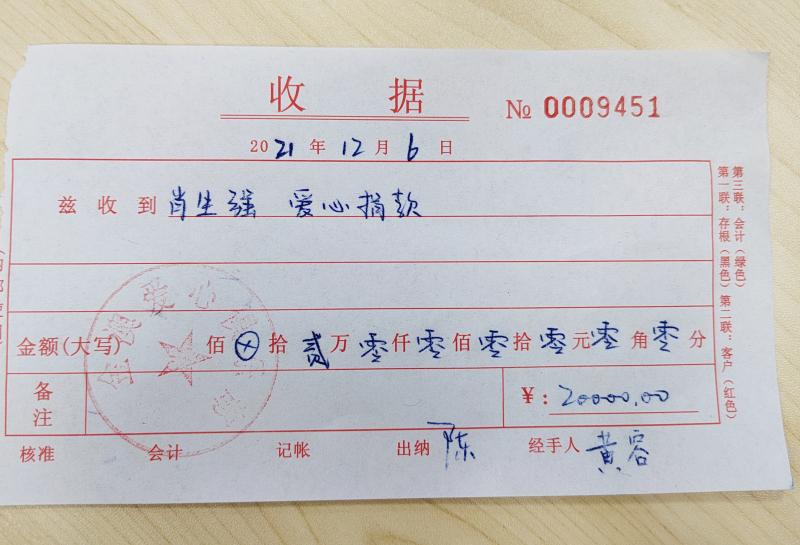 收 据
№ 0009451
2021 年 12 月 6 日
兹 收 到 肖生强 爱心捐款
金额(大写) 佰 ⊗ 拾 贰 万 零 仟 零 佰 零 拾 零 元 零 角 零 分
备注
¥: 20000.00
核准 会计 记帐 出纳 陈 经手人 黄容
第一联:存根(黑色) 第二联:客户(红色)
第三联:会计(绿色)
爱心